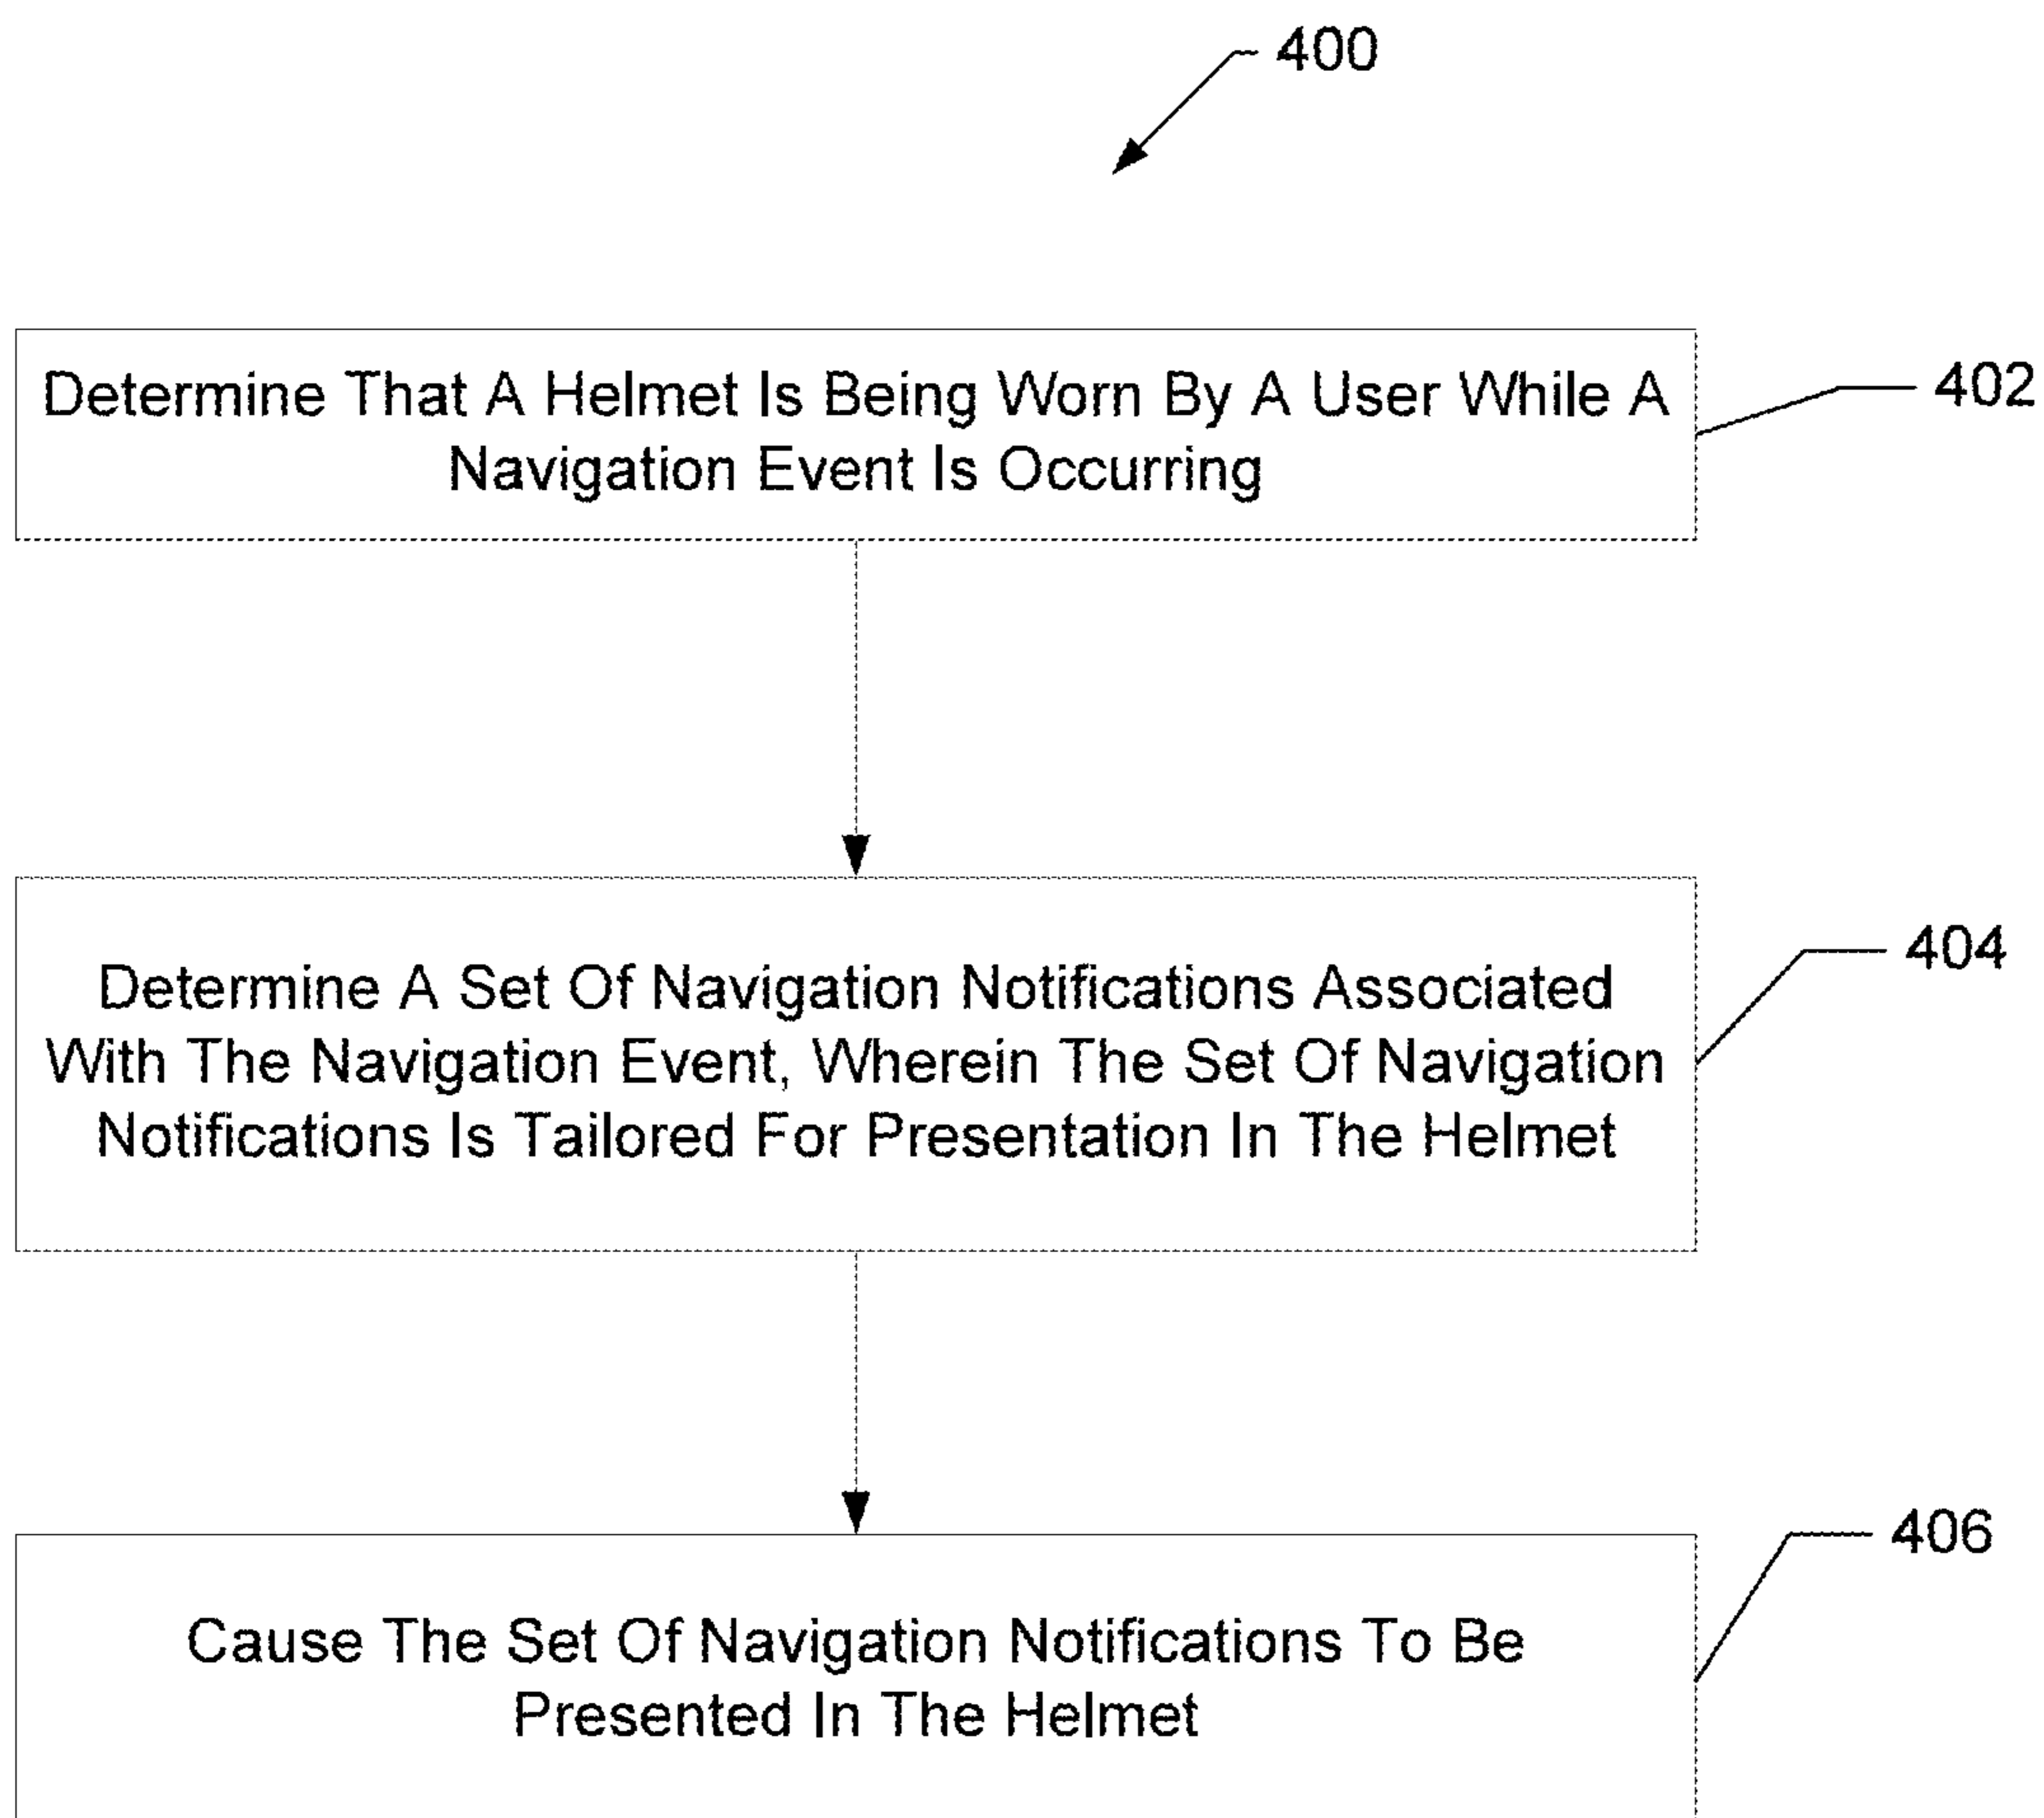 400
Determine That A Helmet Is Being Worn By A User While A
Navigation Event Is Occurring
402
Determine A Set Of Navigation Notifications Associated
With The Navigation Event, Wherein The Set Of Navigation
Notifications Is Tailored For Presentation In The Helmet
404
Cause The Set Of Navigation Notifications To Be
Presented In The Helmet
406